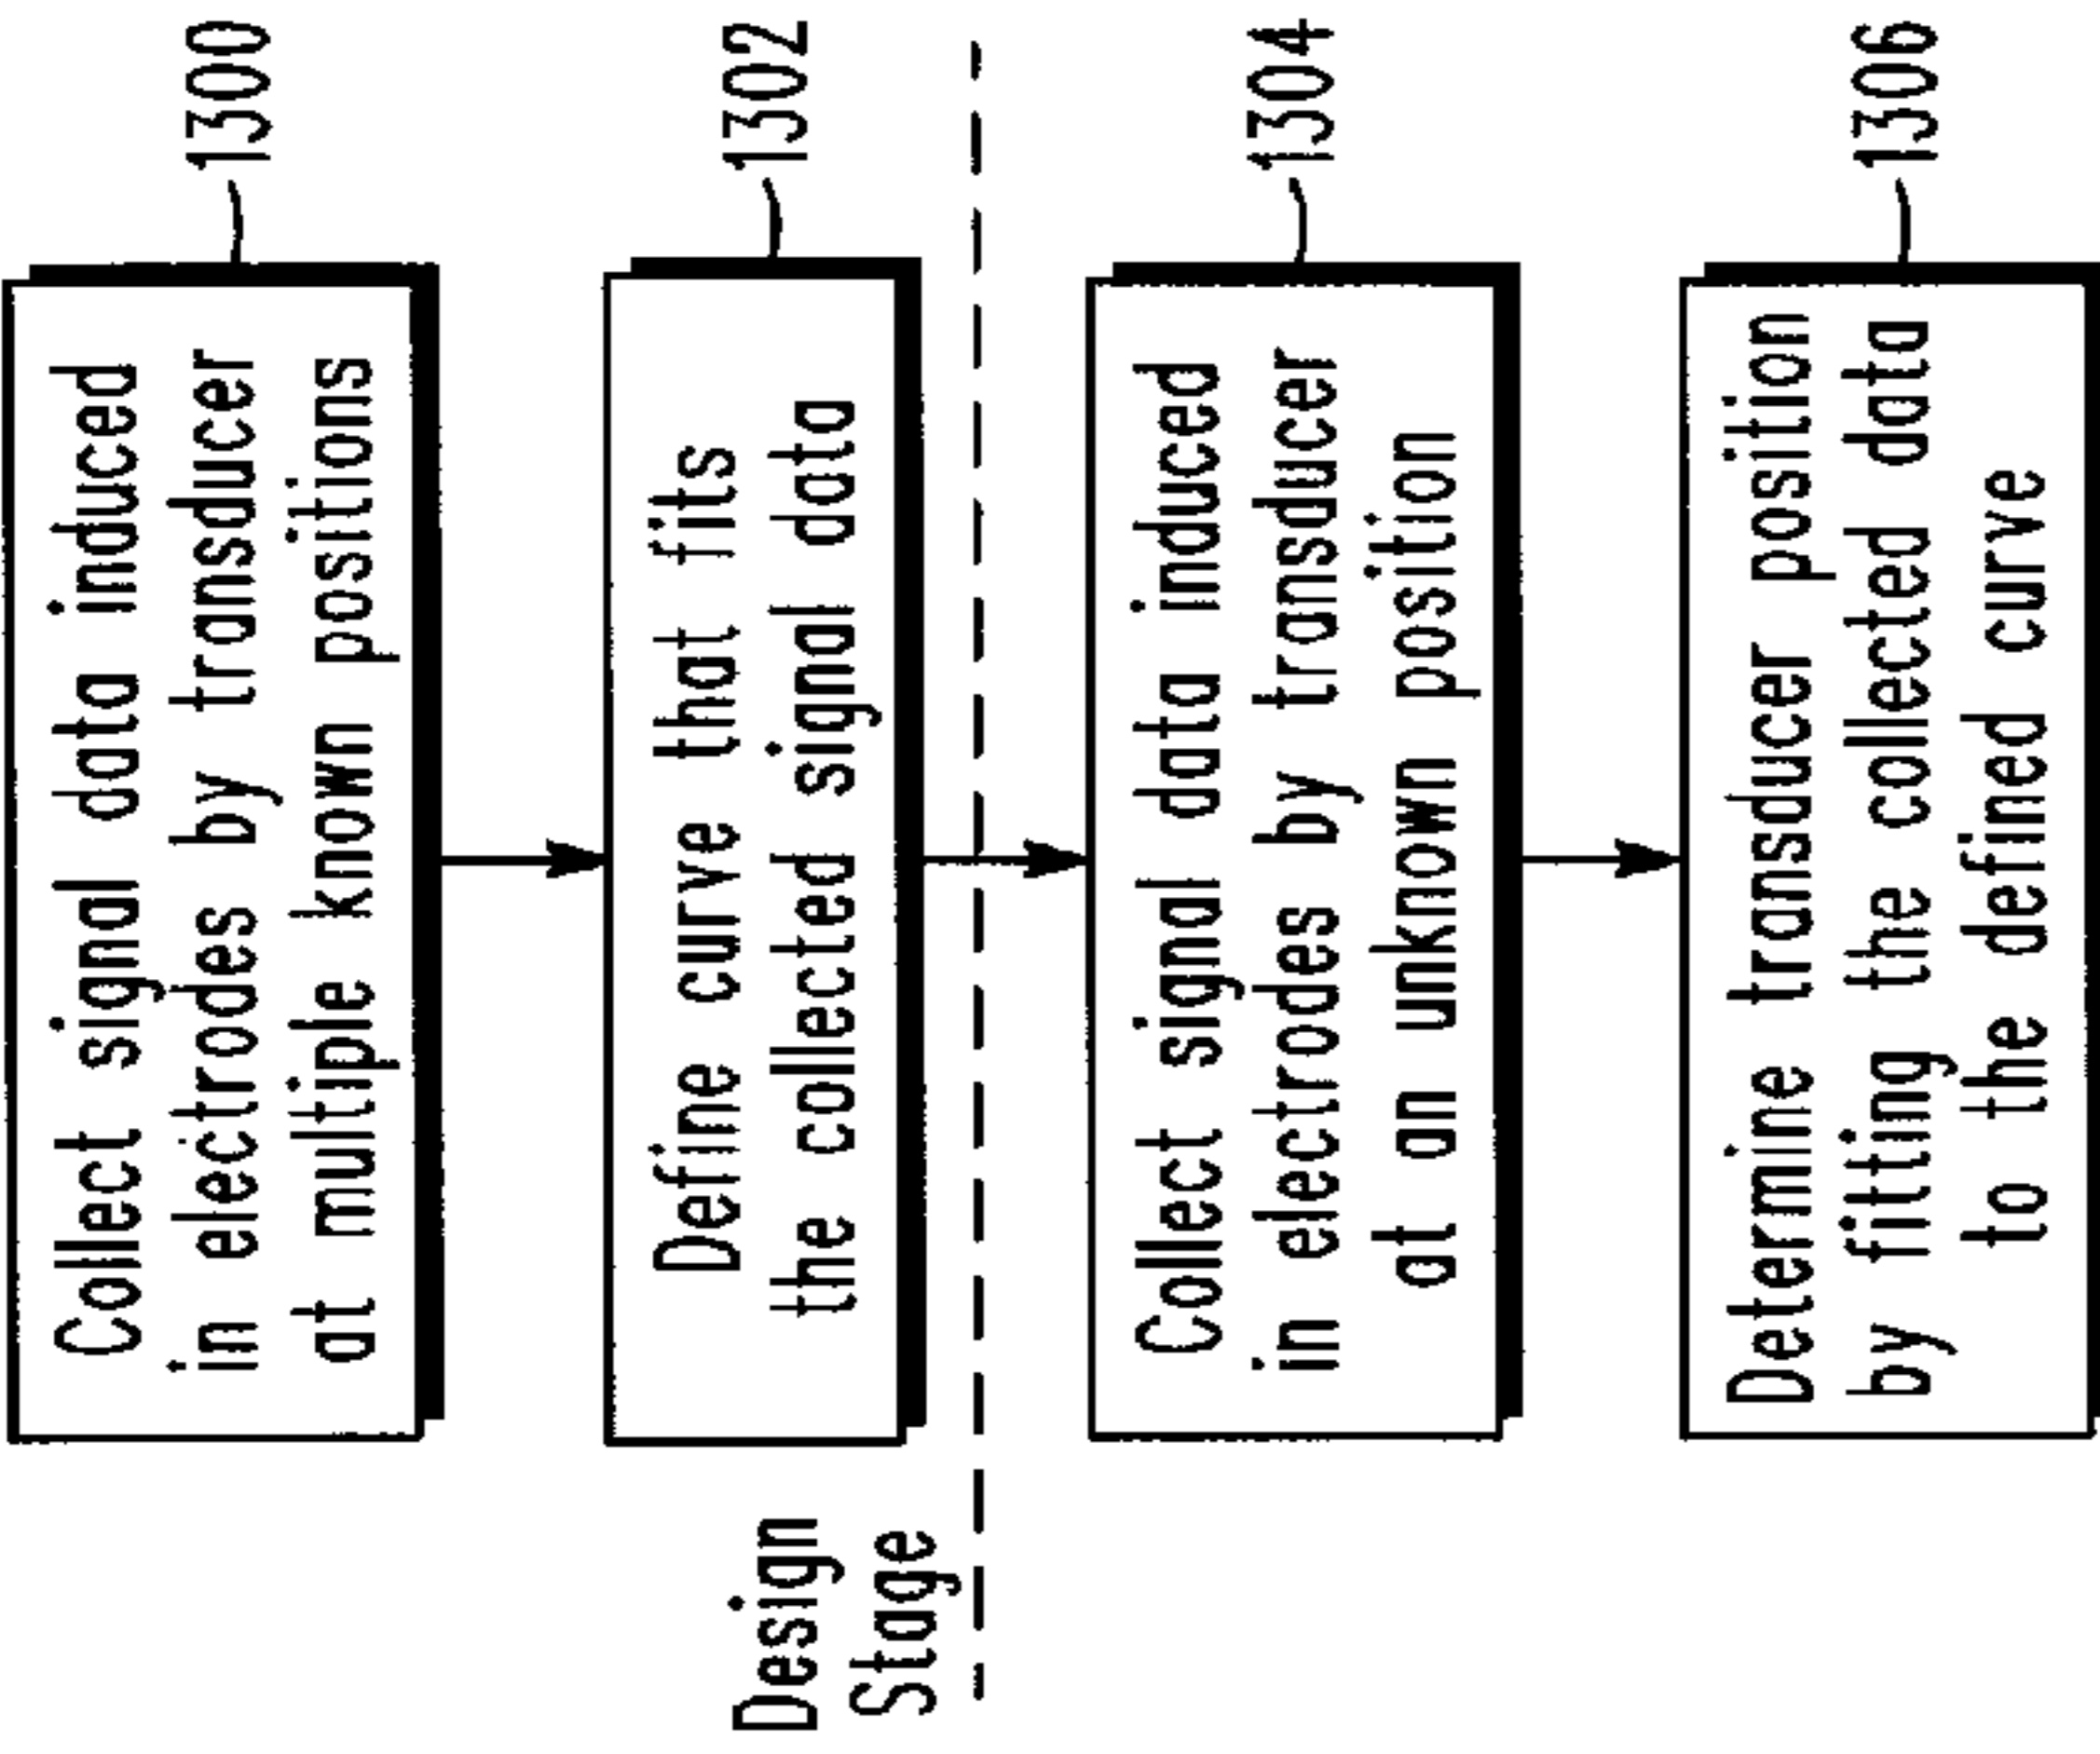 Collect signal data induced
in electrodes by transducer
at multiple known positions
1300
Define curve that fits
the collected signal data
1302
Design
Stage
Collect signal data induced
in electrodes by transducer
at an unknown position
1304
Determine transducer position
by fitting the collected data
to the defined curve
1306